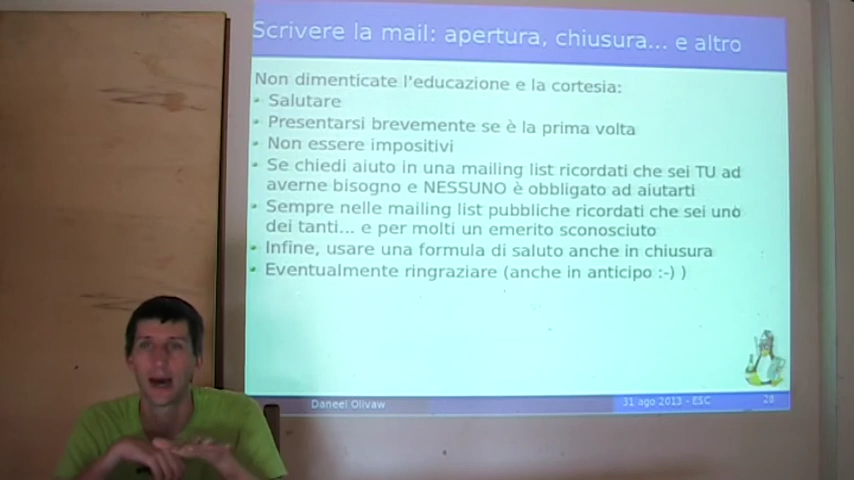 Scrivere la mail: apertura, chiusura... e altro
Non dimenticate l'educazione e la cortesia:
Salutare
Presentarsi brevemente se è la prima volta
Non essere impositivi
Se chiedi aiuto in una mailing list ricordati che sei TU ad
averne bisogno e NESSUNO è obbligato ad aiutarti
Sempre nelle mailing list pubbliche ricordati che sei uno
dei tanti... e per molti un emerito sconosciuto
Infine, usare una formula di saluto anche in chiusura
Eventualmente ringraziare (anche in anticipo :-) )
Daneel Olivaw
31 ago 2013 - ESC
28